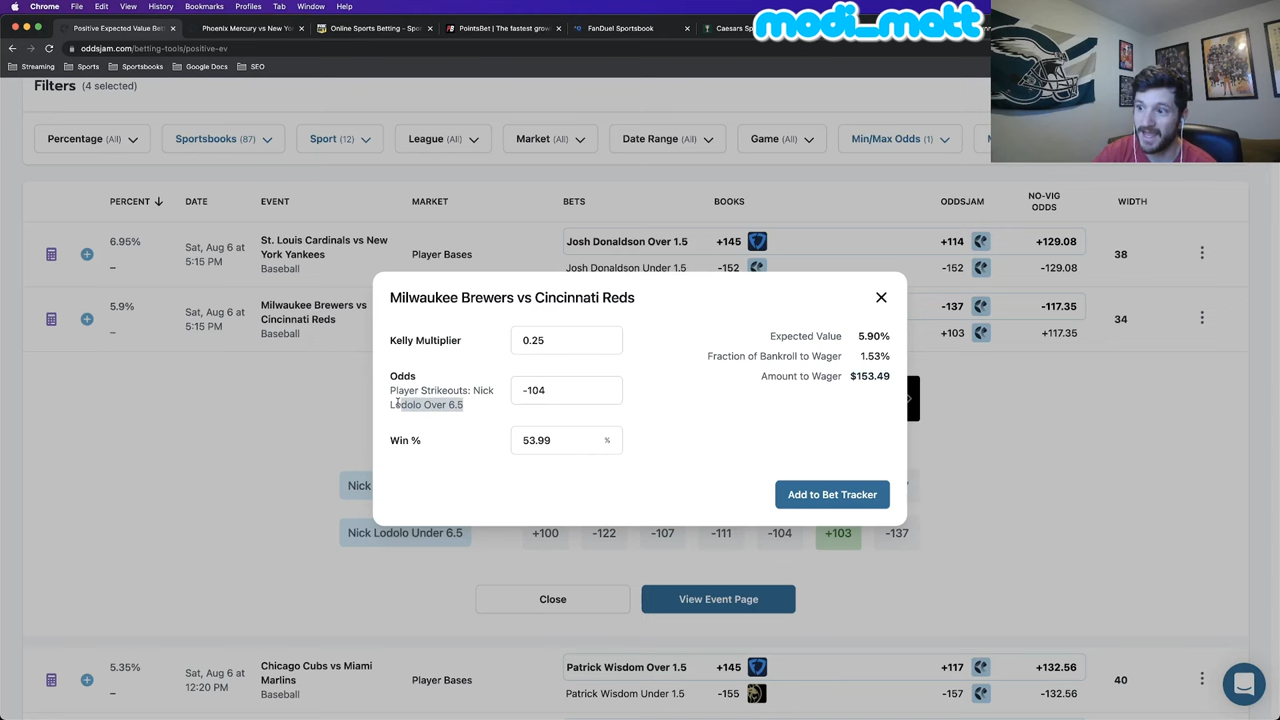 Chrome File Edit View History Bookmarks Profiles Tab Window Help
modi_matt
Positive Expected Value Be
Phoenix Mercury vs New Yo
Online Sports Betting - Spo
PointsBet | The fastest grow
FanDuel Sportsbook
Caesars
oddsjam.com/betting-tools/positive-ev
Streaming Sports Sportsbooks Google Docs SEO
Filters (4 selected)
Percentage (All) Sportsbooks (87) Sport (12) League (All) Market (All) Date Range (All) Game (All) Min/Max Odds (1)
PERCENT DATE EVENT MARKET BETS BOOKS ODDSJAM NO-VIG ODDS WIDTH
6.95%
–
Sat, Aug 6 at
5:15 PM
St. Louis Cardinals vs New
York Yankees
Baseball
Player Bases
Josh Donaldson Over 1.5 +145 +114 +129.08
Josh Donaldson Under 1.5 -152 -152 -129.08
38
5.9%
–
Sat, Aug 6 at
5:15 PM
Milwaukee Brewers vs
Cincinnati Reds
Baseball
-137 -117.35
+103 +117.35
34
Milwaukee Brewers vs Cincinnati Reds
Kelly Multiplier 0.25
Odds
Player Strikeouts: Nick
Lodolo Over 6.5
-104
Win % 53.99 %
Expected Value 5.90%
Fraction of Bankroll to Wager 1.53%
Amount to Wager $153.49
Add to Bet Tracker
Nick
Nick Lodolo Under 6.5 +100 -122 -107 -111 -104 +103 -137
Close
View Event Page
5.35%
–
Sat, Aug 6 at
12:20 PM
Chicago Cubs vs Miami
Marlins
Baseball
Player Bases
Patrick Wisdom Over 1.5 +145 +117 +132.56
Patrick Wisdom Under 1.5 -155 -157 -132.56
40